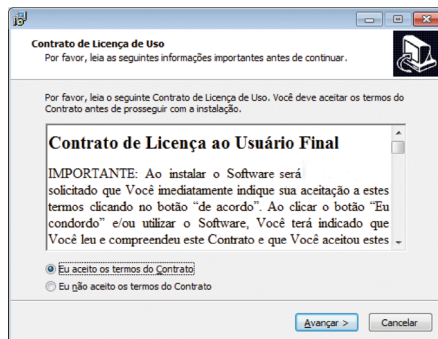 Contrato de Licença de Uso
Por favor, leia as seguintes informações importantes antes de continuar.
Por favor, leia o seguinte Contrato de Licença de Uso. Você deve aceitar os termos do
Contrato antes de prosseguir com a instalação.
Contrato de Licença ao Usuário Final
IMPORTANTE: Ao instalar o Software será
solicitado que Você imediatamente indique sua aceitação a estes
termos clicando no botão “de acordo”. Ao clicar o botão “Eu
condordo” e/ou utilizar o Software, Você terá indicado que
Você leu e compreendeu este Contrato e que Você aceitou estes
Eu aceito os termos do Contrato
Eu não aceito os termos do Contrato
Avançar >
Cancelar